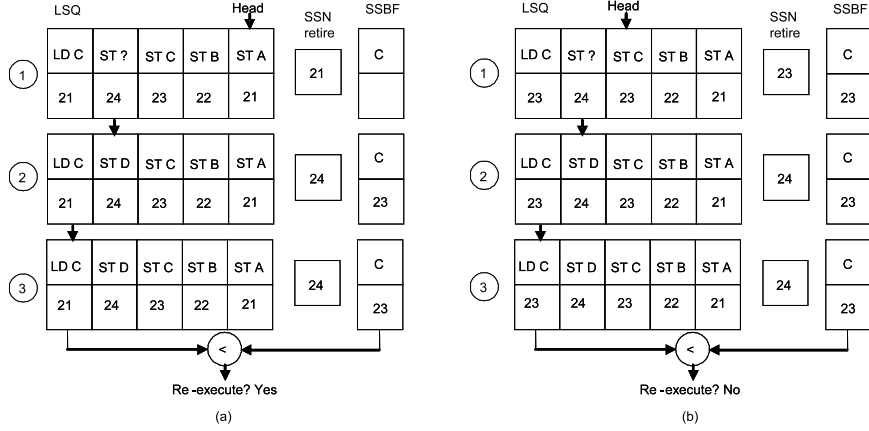 LSQ Head SSN retire SSBF
1 LD C ST ? ST C ST B ST A 21 C
21 24 23 22 21
2 LD C ST D ST C ST B ST A 24 C
21 24 23 22 21 23
3 LD C ST D ST C ST B ST A 24 C
21 24 23 22 21 23
<
Re-execute? Yes
(a)
LSQ Head SSN retire SSBF
1 LD C ST ? ST C ST B ST A 23 C
23 24 23 22 21 23
2 LD C ST D ST C ST B ST A 24 C
23 24 23 22 21 23
3 LD C ST D ST C ST B ST A 24 C
23 24 23 22 21 23
<
Re-execute? No
(b)